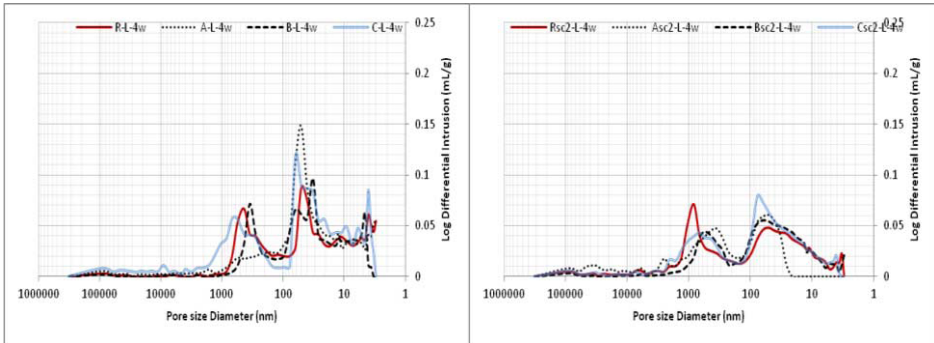 R-L-4w A-L-4w B-L-4w C-L-4w
0.25
0.2
0.15
0.1
0.05
0
Log Differential Intrusion (mL/g)
1000000 100000 10000 1000 100 10 1
Pore size Diameter (nm)
Rsc2-L-4w Asc2-L-4w Bsc2-L-4w Csc2-L-4w
0.25
0.2
0.15
0.1
0.05
0
Log Differential Intrusion (mL/g)
1000000 100000 10000 1000 100 10 1
Pore size Diameter (nm)